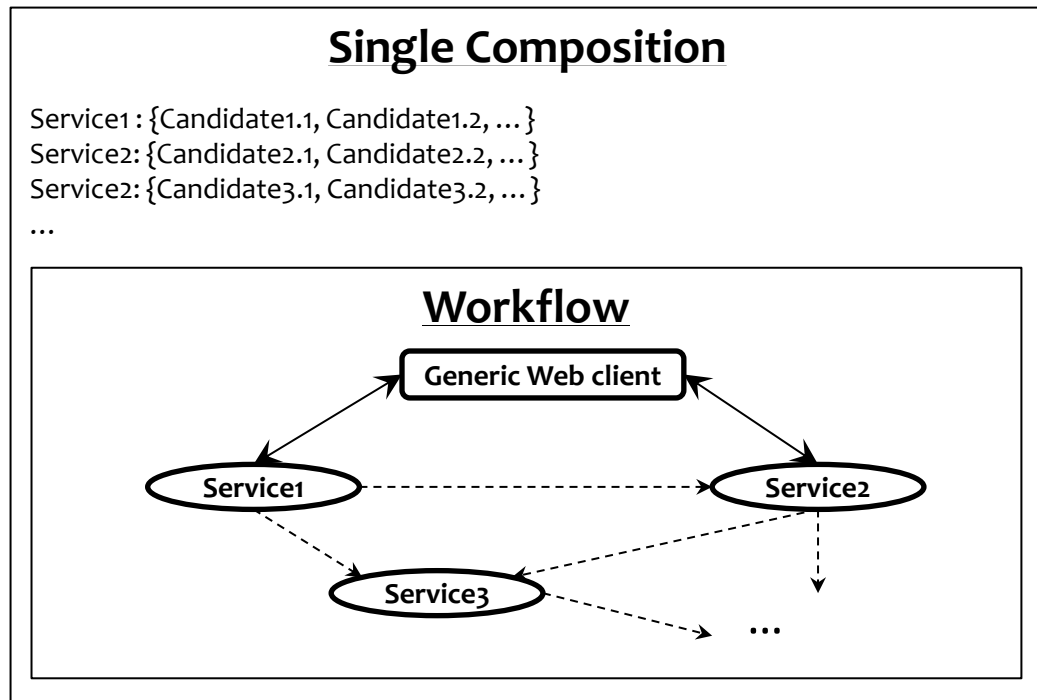 Single Composition
Service1 : {Candidate1.1, Candidate1.2, … }
Service2: {Candidate2.1, Candidate2.2, … }
Service2: {Candidate3.1, Candidate3.2, … }
…
Workflow
Generic Web client
Service1
Service2
Service3
…